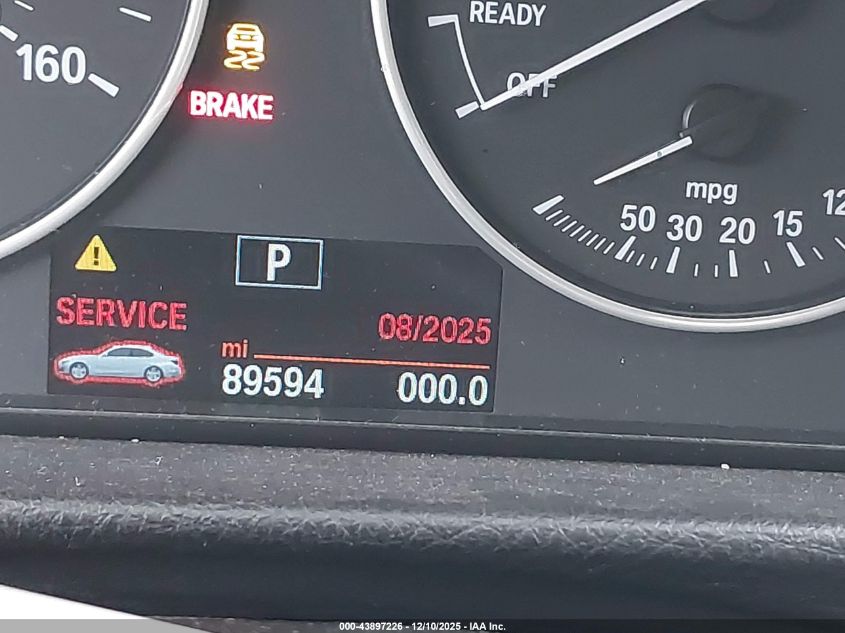 READY
160
OFF
BRAKE
mpg
50 30 20 15 12
P
SERVICE
08/2025
mi
89594 000.0
000-43897226 - 12/10/2025 - IAA Inc.